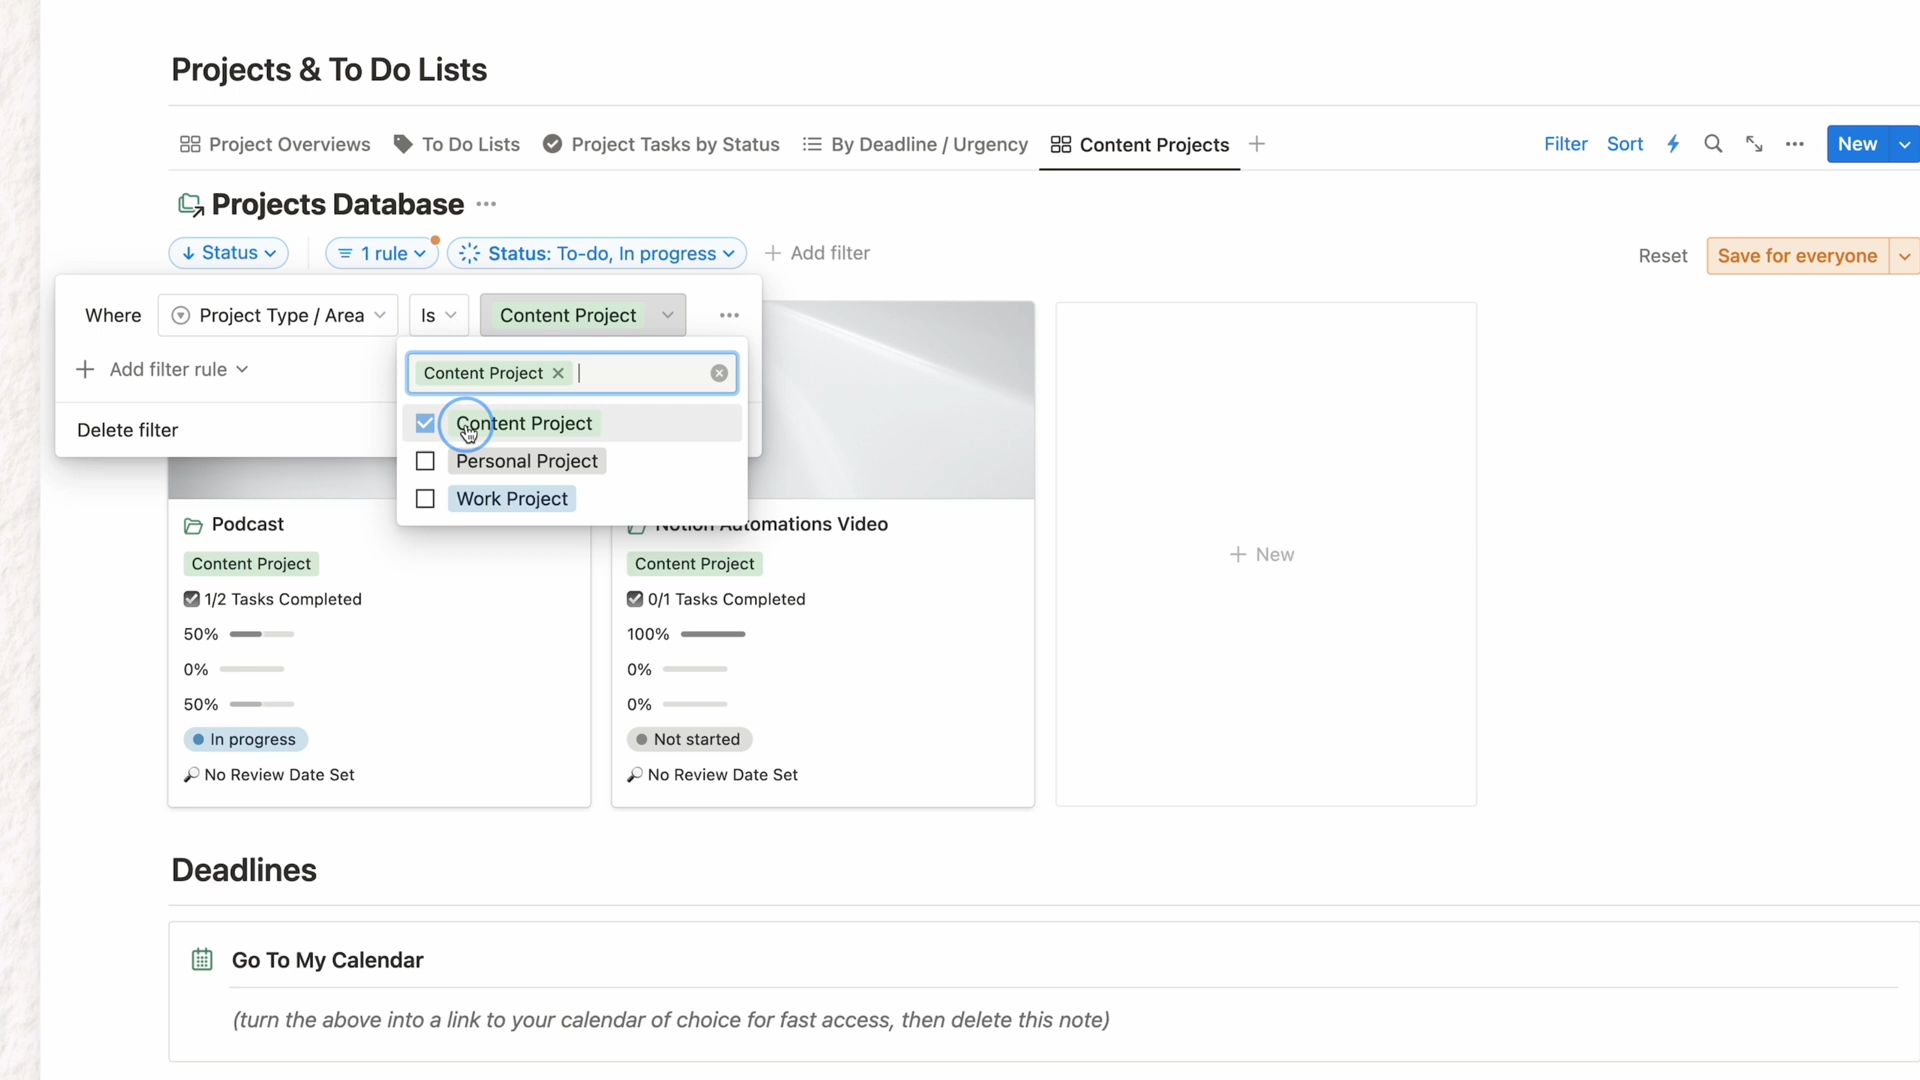 Projects & To Do Lists
Project Overviews To Do Lists Project Tasks by Status By Deadline / Urgency Content Projects
Filter Sort New
Projects Database
Status 1 rule Status: To-do, In progress Add filter
Reset Save for everyone
Where Project Type / Area Is Content Project
Add filter rule
Delete filter
Content Project
Content Project
Personal Project
Work Project
Podcast
Content Project
1/2 Tasks Completed
50%
0%
50%
In progress
No Review Date Set
Notion Automations Video
Content Project
0/1 Tasks Completed
100%
0%
0%
Not started
No Review Date Set
New
Deadlines
Go To My Calendar
(turn the above into a link to your calendar of choice for fast access, then delete this note)